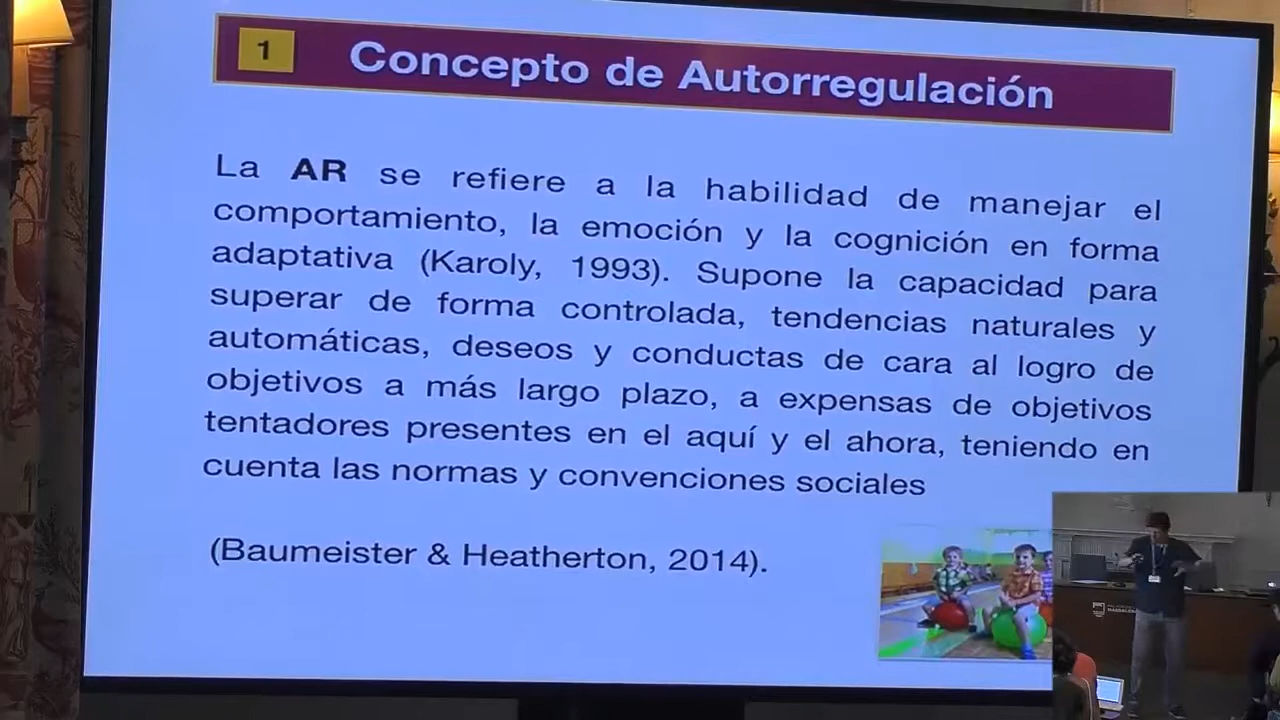 1
Concepto de Autorregulación
La AR se refiere a la habilidad de manejar el
comportamiento, la emoción y la cognición en forma
adaptativa (Karoly, 1993). Supone la capacidad para
superar de forma controlada, tendencias naturales y
automáticas, deseos y conductas de cara al logro de
objetivos a más largo plazo, a expensas de objetivos
tentadores presentes en el aquí y el ahora, teniendo en
cuenta las normas y convenciones sociales
(Baumeister & Heatherton, 2014).